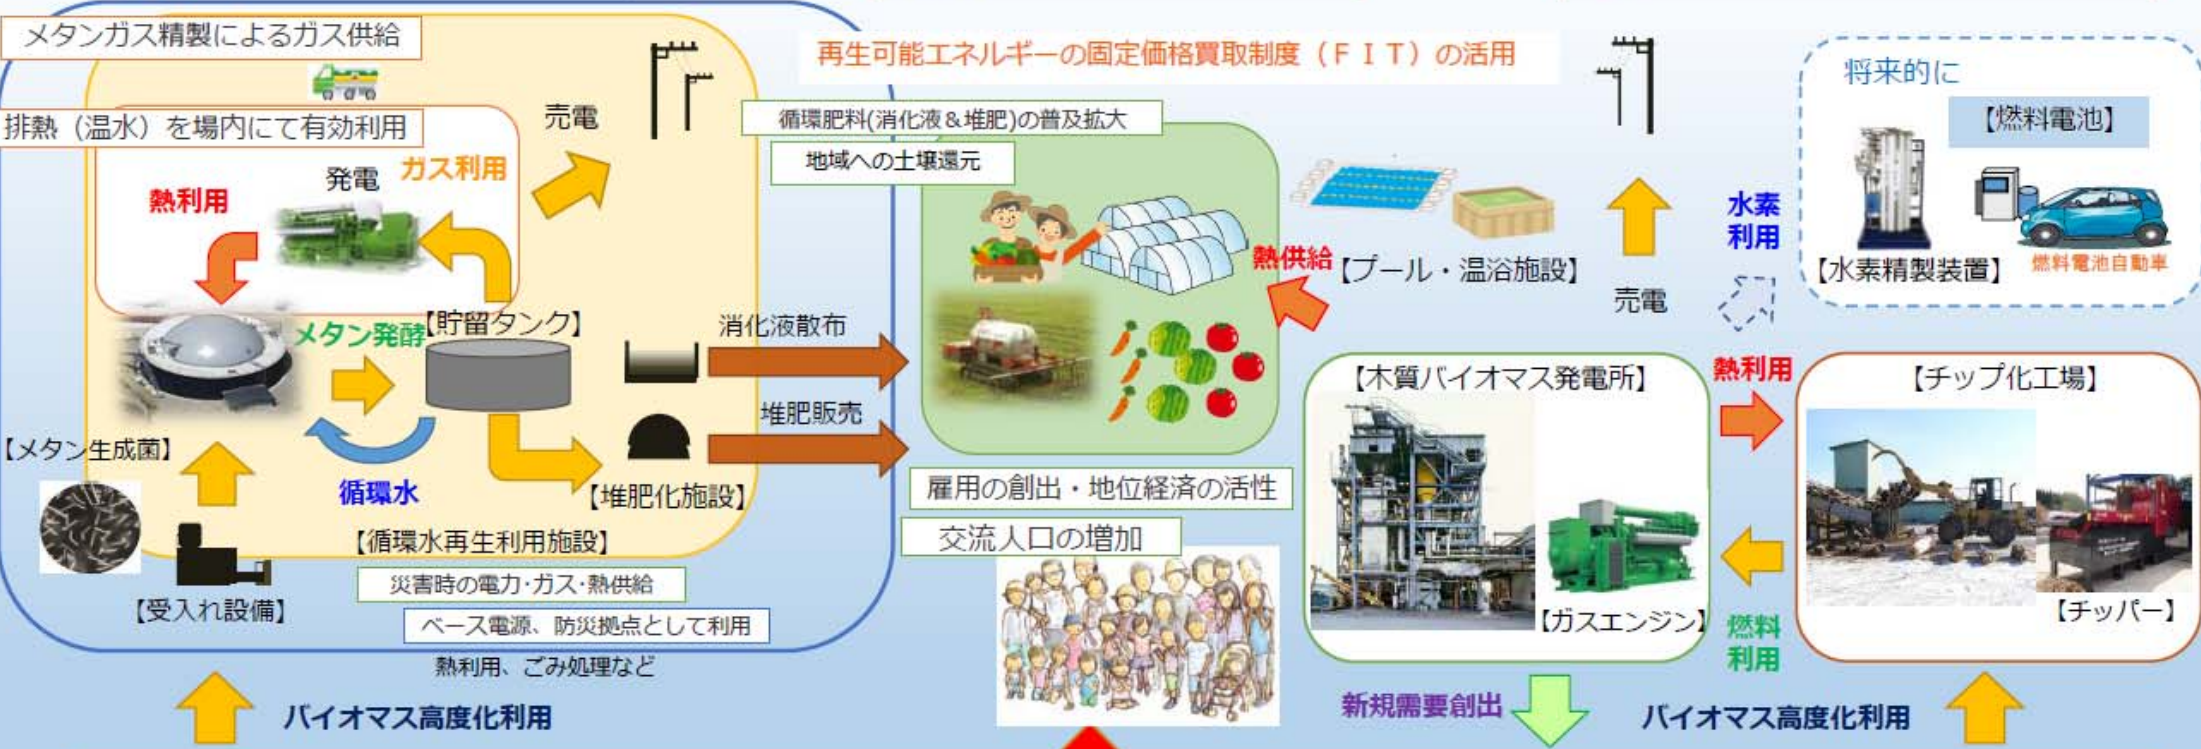 メタンガス精製によるガス供給
再生可能エネルギーの固定価格買取制度（ＦＩＴ）の活用
将来的に
【燃料電池】
排熱（温水）を場内にて有効利用
売電
循環肥料(消化液＆堆肥)の普及拡大
地域への土壌還元
発電
ガス利用
熱利用
水素
利用
熱供給
【プール・温浴施設】
売電
【水素精製装置】
燃料電池自動車
メタン発酵
【貯留タンク】
消化液散布
堆肥販売
【メタン生成菌】
循環水
【堆肥化施設】
【循環水再生利用施設】
【受入れ設備】
災害時の電力･ガス･熱供給
ベース電源、防災拠点として利用
熱利用、ごみ処理など
バイオマス高度化利用
雇用の創出・地位経済の活性
交流人口の増加
【木質バイオマス発電所】
熱利用
【チップ化工場】
【ガスエンジン】
燃料
利用
【チッパー】
新規需要創出
バイオマス高度化利用